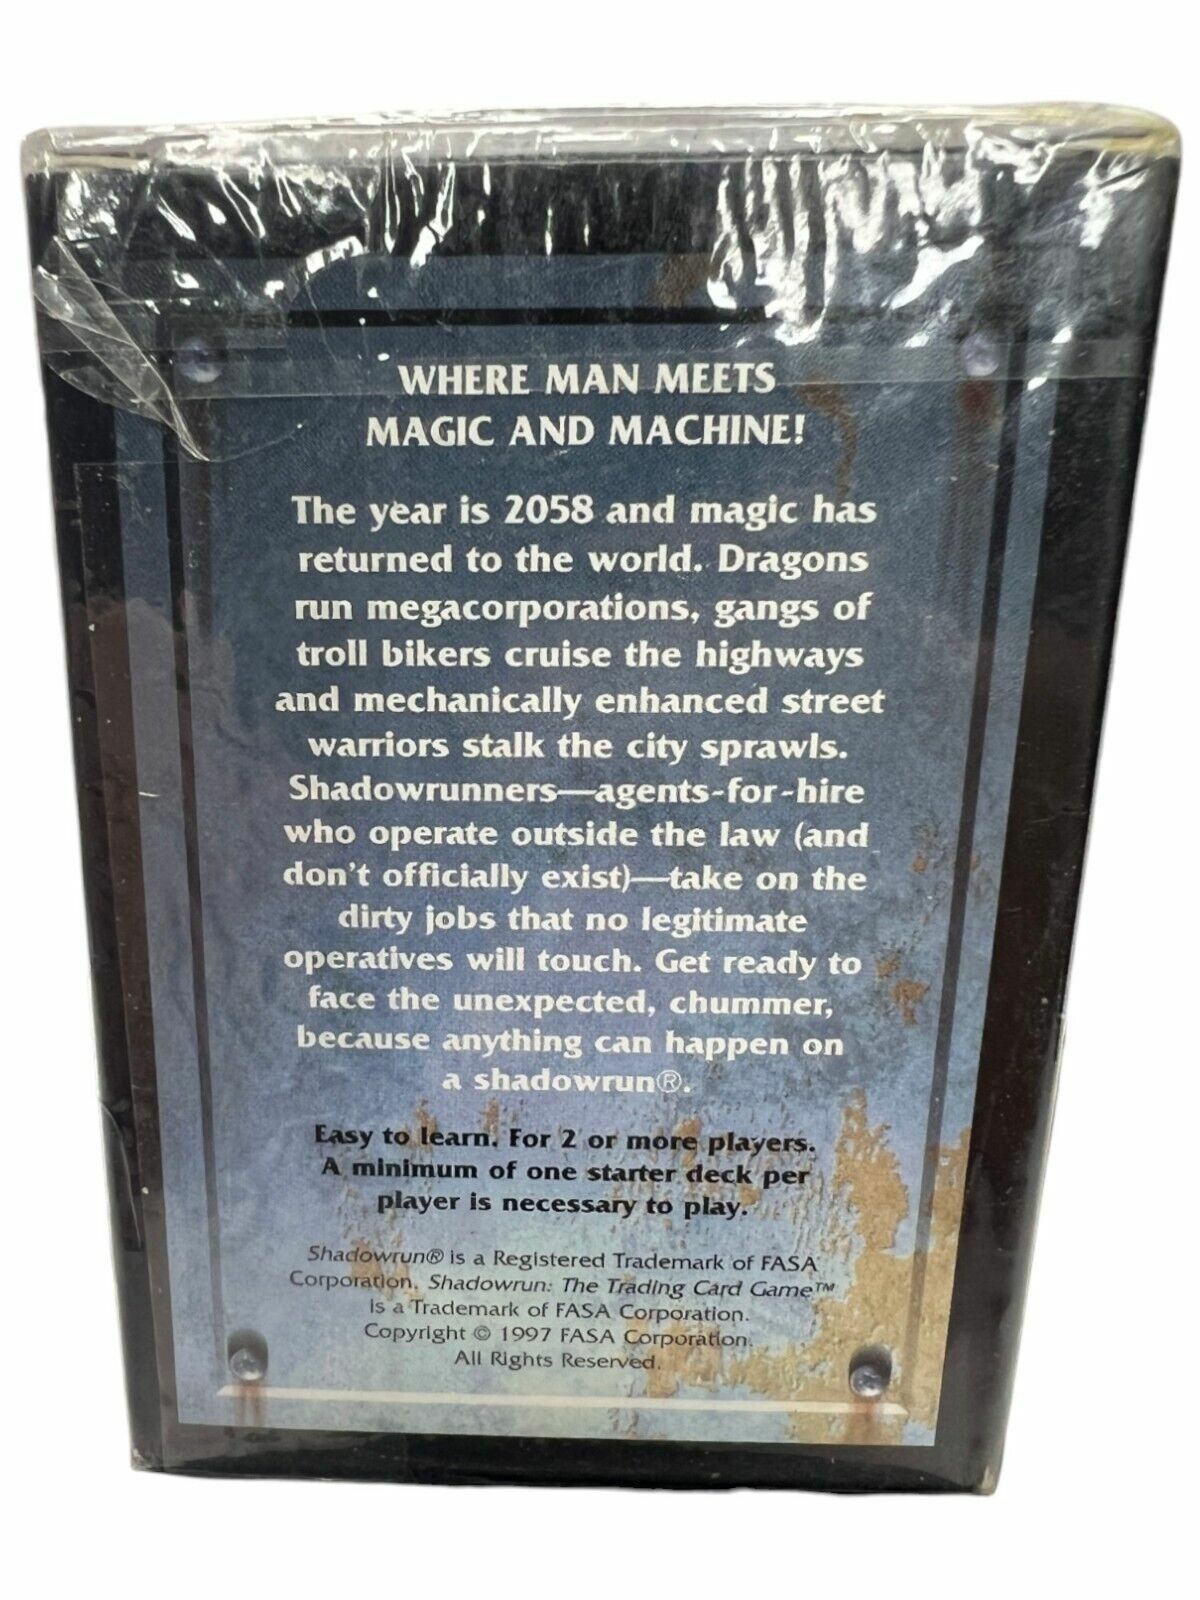 WHERE MAN MEETS
MAGIC AND MACHINE!
The year is 2058 and magic has
returned to the world. Dragons
run megacorporations, gangs of
troll bikers cruise the highways
and mechanically enhanced street
warriors stalk the city sprawls.
Shadowrunners—agents-for-hire
who operate outside the law (and
don't officially exist)—take on the
dirty jobs that no legitimate
operatives will touch. Get ready to
face the unexpected, chummer,
because anything can happen on
a shadowrun®.
Easy to learn. For 2 or more players.
A minimum of one starter deck per
player is necessary to play.
Shadowrun® is a Registered Trademark of FASA
Corporation. Shadowrun: The Trading Card Game™
is a Trademark of FASA Corporation.
Copyright © 1997 FASA Corporation.
All Rights Reserved.